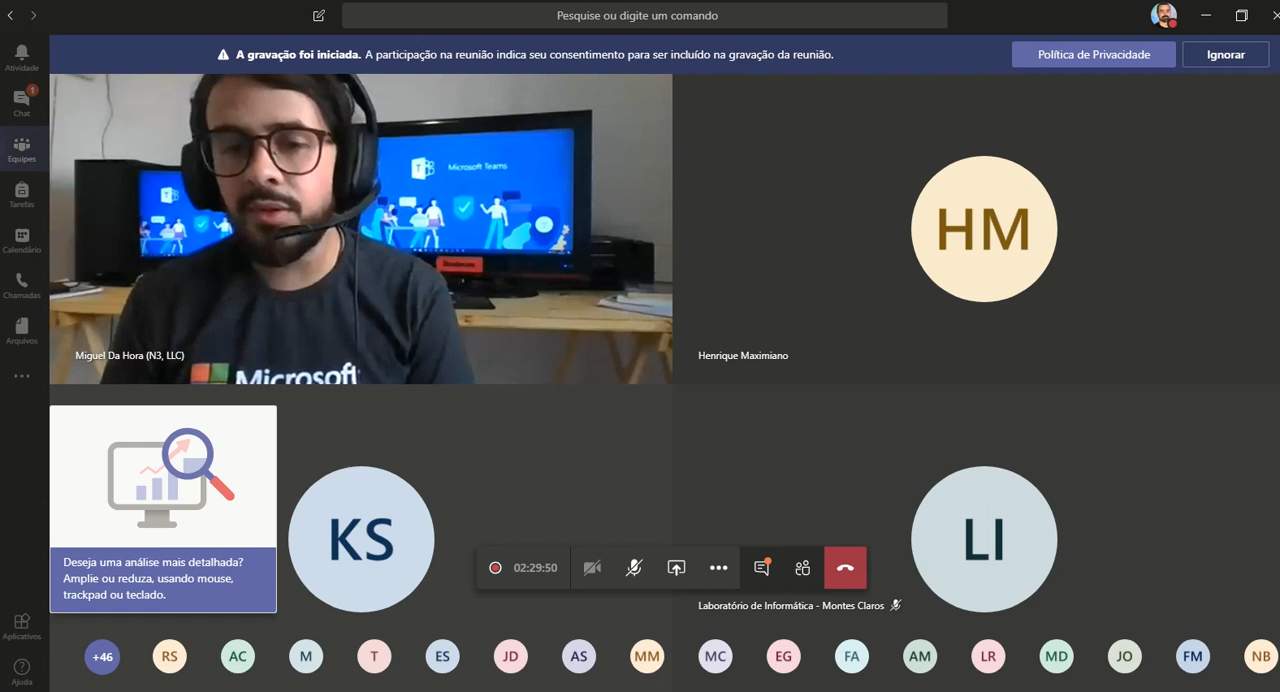 Pesquise ou digite um comando
A gravação foi iniciada. A participação na reunião indica seu consentimento para ser incluído na gravação da reunião.
Política de Privacidade
Ignorar
Atividade
1
Chat
Equipes
Tarefas
Calendário
Chamadas
Arquivos
Microsoft Teams
Microsoft
Miguel Da Hora (N3, LLC)
HM
Henrique Maximiano
Deseja uma análise mais detalhada?
Amplie ou reduza, usando mouse,
trackpad ou teclado.
KS
LI
02:29:50
Laboratório de Informática - Montes Claros
+46
RS
AC
M
T
ES
JD
AS
MM
MC
EG
FA
AM
LR
MD
JO
FM
NB
Aplicativos
Ajuda